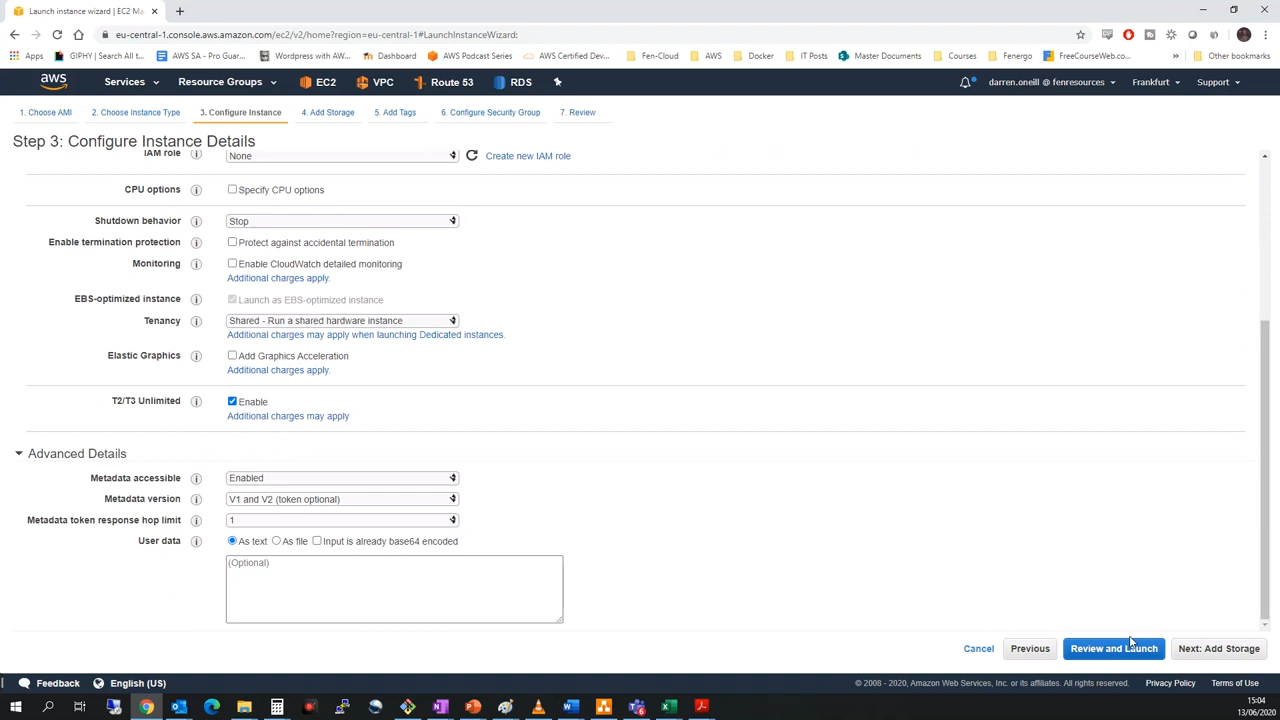 Launch instance wizard | EC2 Ma
eu-central-1.console.aws.amazon.com/ec2/v2/home?region=eu-central-1#LaunchInstanceWizard:
Apps GIPHY | Search All t... AWS SA - Pro Guar... Wordpress with AW... Dashboard AWS Podcast Series AWS Certified De... Fen-Cloud AWS Docker IT Posts Master Documents Courses Fenergo FreeCourseWeb.co... » Other bookmarks
aws Services Resource Groups EC2 VPC Route 53 RDS darren.oneill @ fenresources Frankfurt Support
1. Choose AMI 2. Choose Instance Type 3. Configure Instance 4. Add Storage 5. Add Tags 6. Configure Security Group 7. Review
Step 3: Configure Instance Details
IAM role None Create new IAM role
CPU options Specify CPU options
Shutdown behavior Stop
Enable termination protection Protect against accidental termination
Monitoring Enable CloudWatch detailed monitoring
Additional charges apply.
EBS-optimized instance Launch as EBS-optimized instance
Tenancy Shared - Run a shared hardware instance
Additional charges may apply when launching Dedicated instances.
Elastic Graphics Add Graphics Acceleration
Additional charges apply.
T2/T3 Unlimited Enable
Additional charges may apply
Advanced Details
Metadata accessible Enabled
Metadata version V1 and V2 (token optional)
Metadata token response hop limit 1
User data As text As file Input is already base64 encoded
(Optional)
Cancel Previous Review and Launch Next: Add Storage
Feedback English (US) © 2008 - 2020, Amazon Web Services, Inc. or its affiliates. All rights reserved. Privacy Policy Terms of Use
15:04
13/06/2020